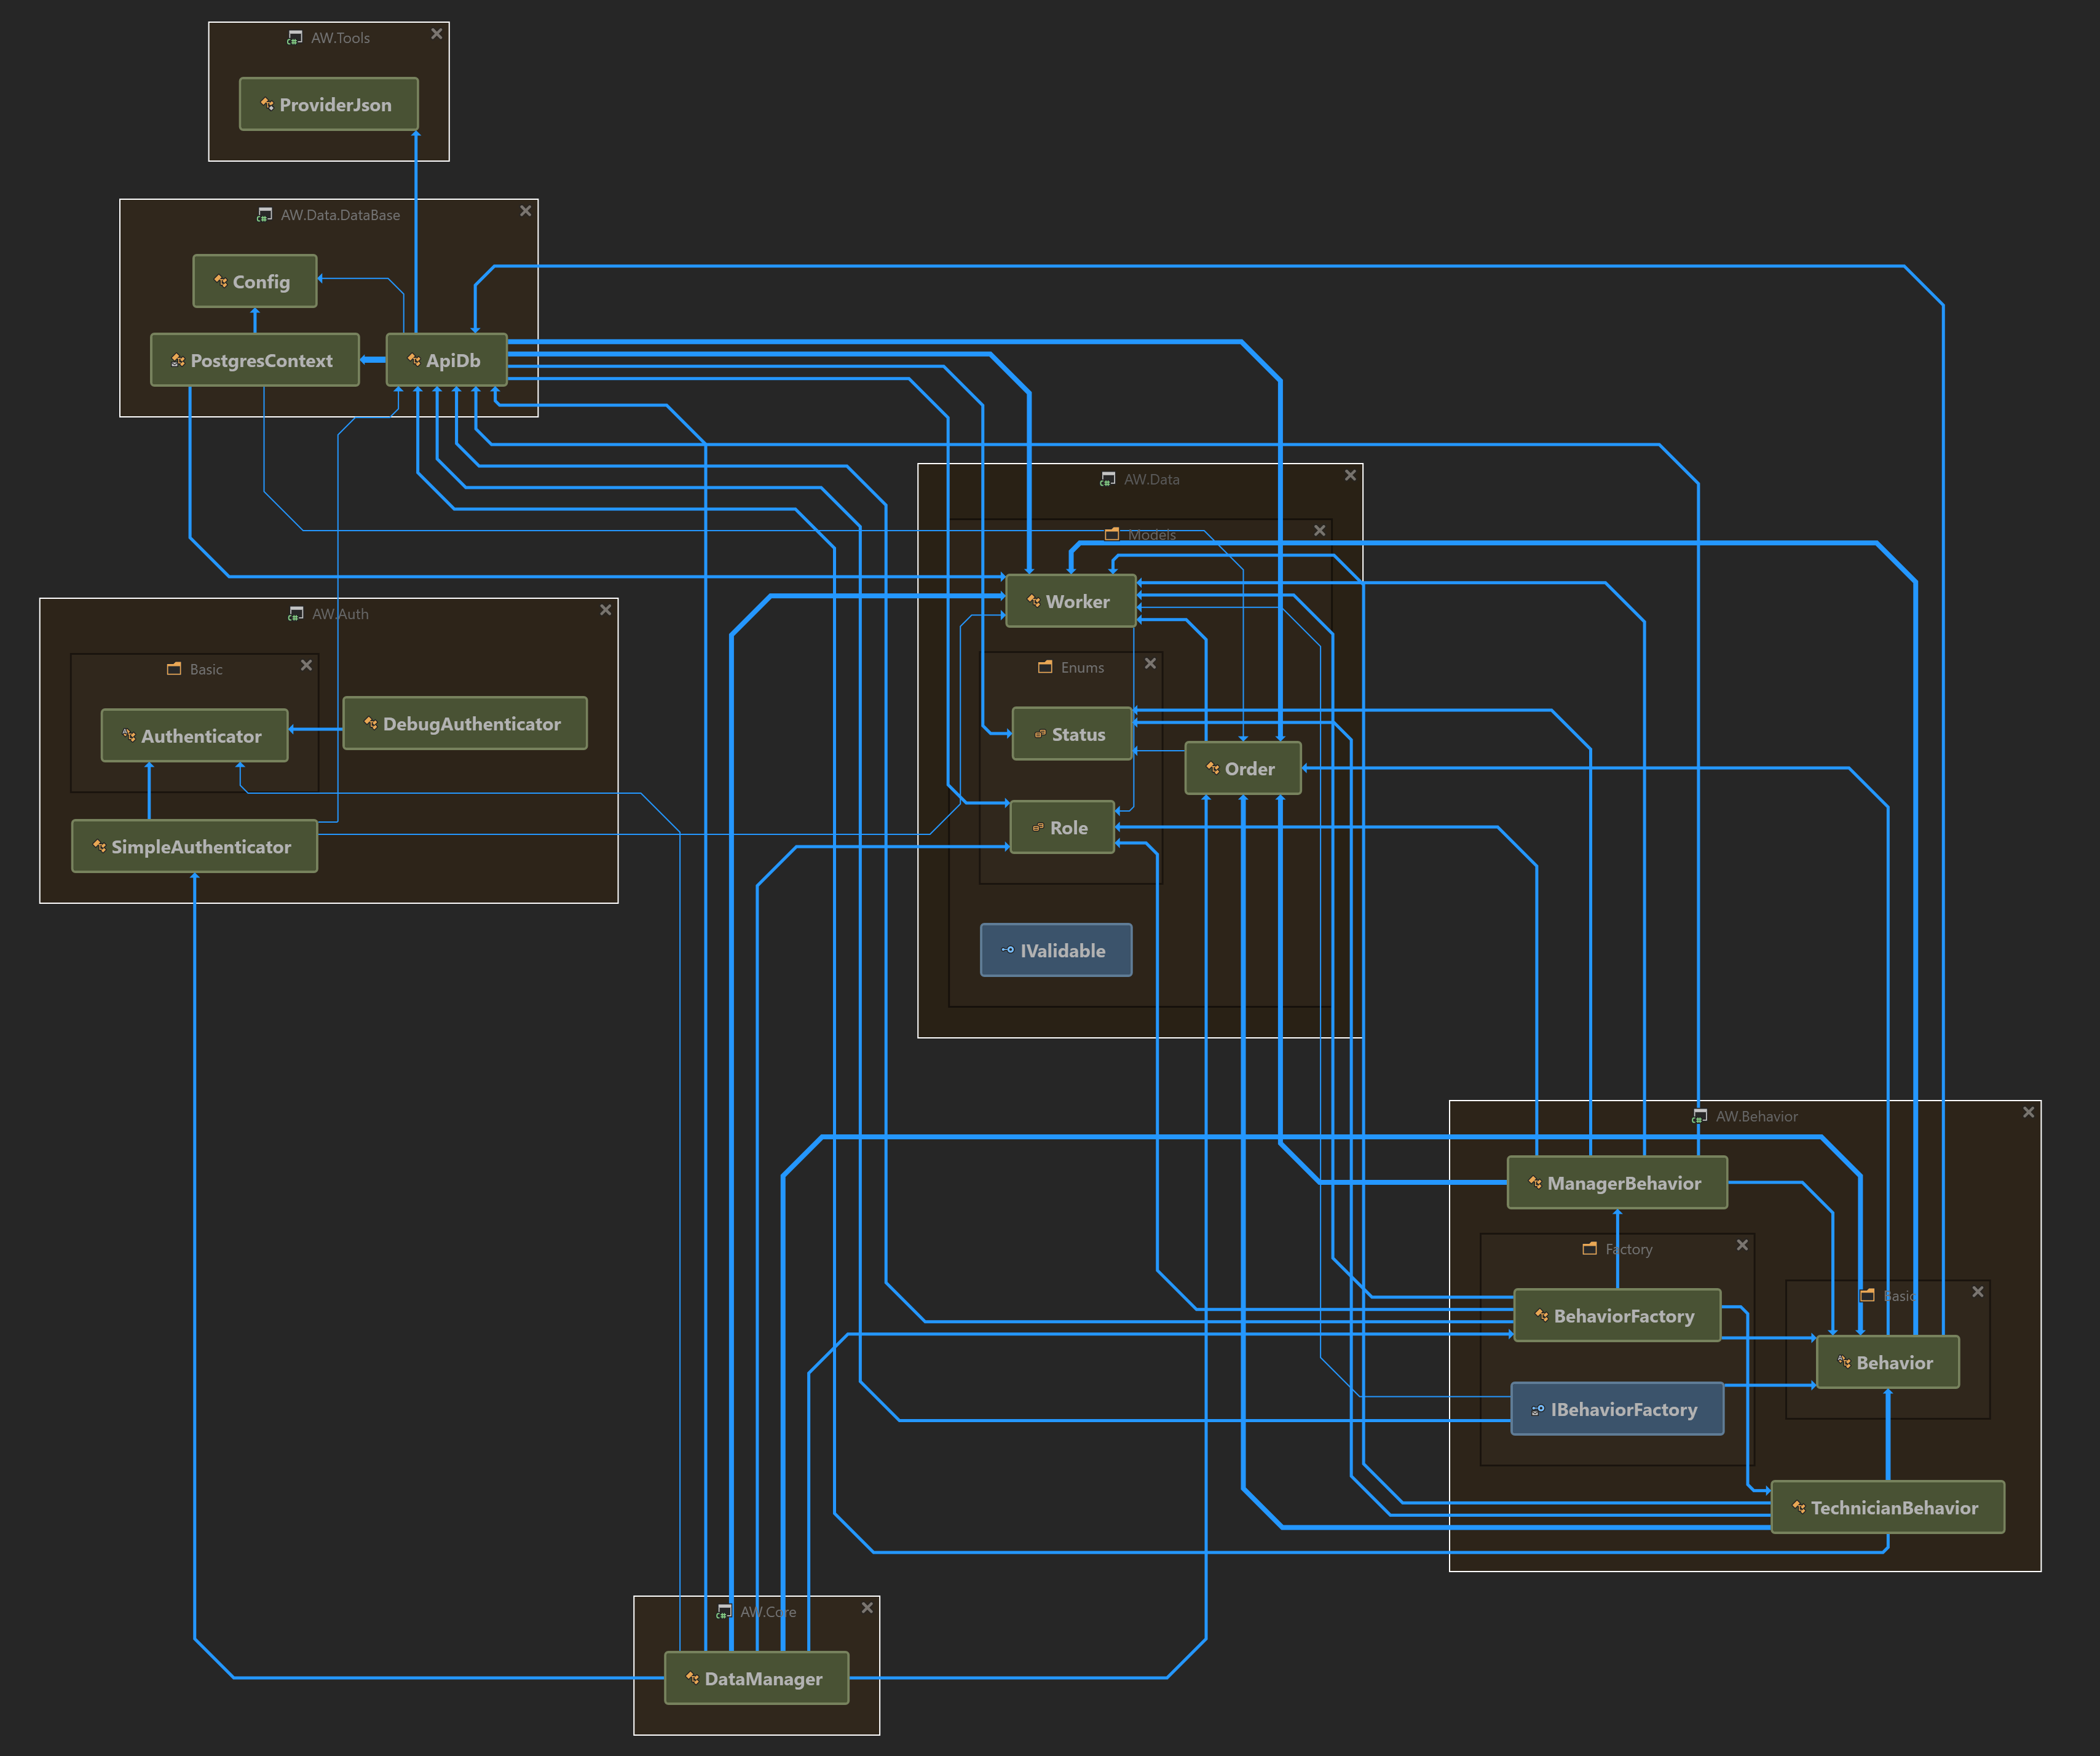 AW.Tools
ProviderJson
AW.Data.DataBase
Config
PostgresContext
ApiDb
AW.Data
Models
Worker
Enums
Status
Order
Role
IValidable
AW.Auth
Basic
Authenticator
DebugAuthenticator
SimpleAuthenticator
AW.Behavior
ManagerBehavior
Factory
BehaviorFactory
Basic
Behavior
IBehaviorFactory
TechnicianBehavior
AW.Core
DataManager